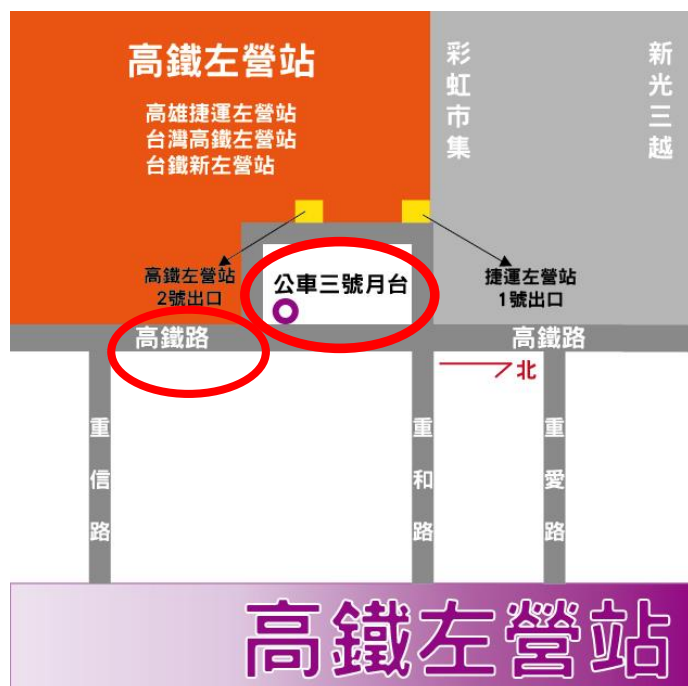 高鐵左營站
高雄捷運左營站
台灣高鐵左營站
台鐵新左營站
彩虹市集
新光三越
高鐵左營站
2號出口
公車三號月台
捷運左營站
1號出口
高鐵路
高鐵路
北
重信路
重和路
重愛路
高鐵左營站